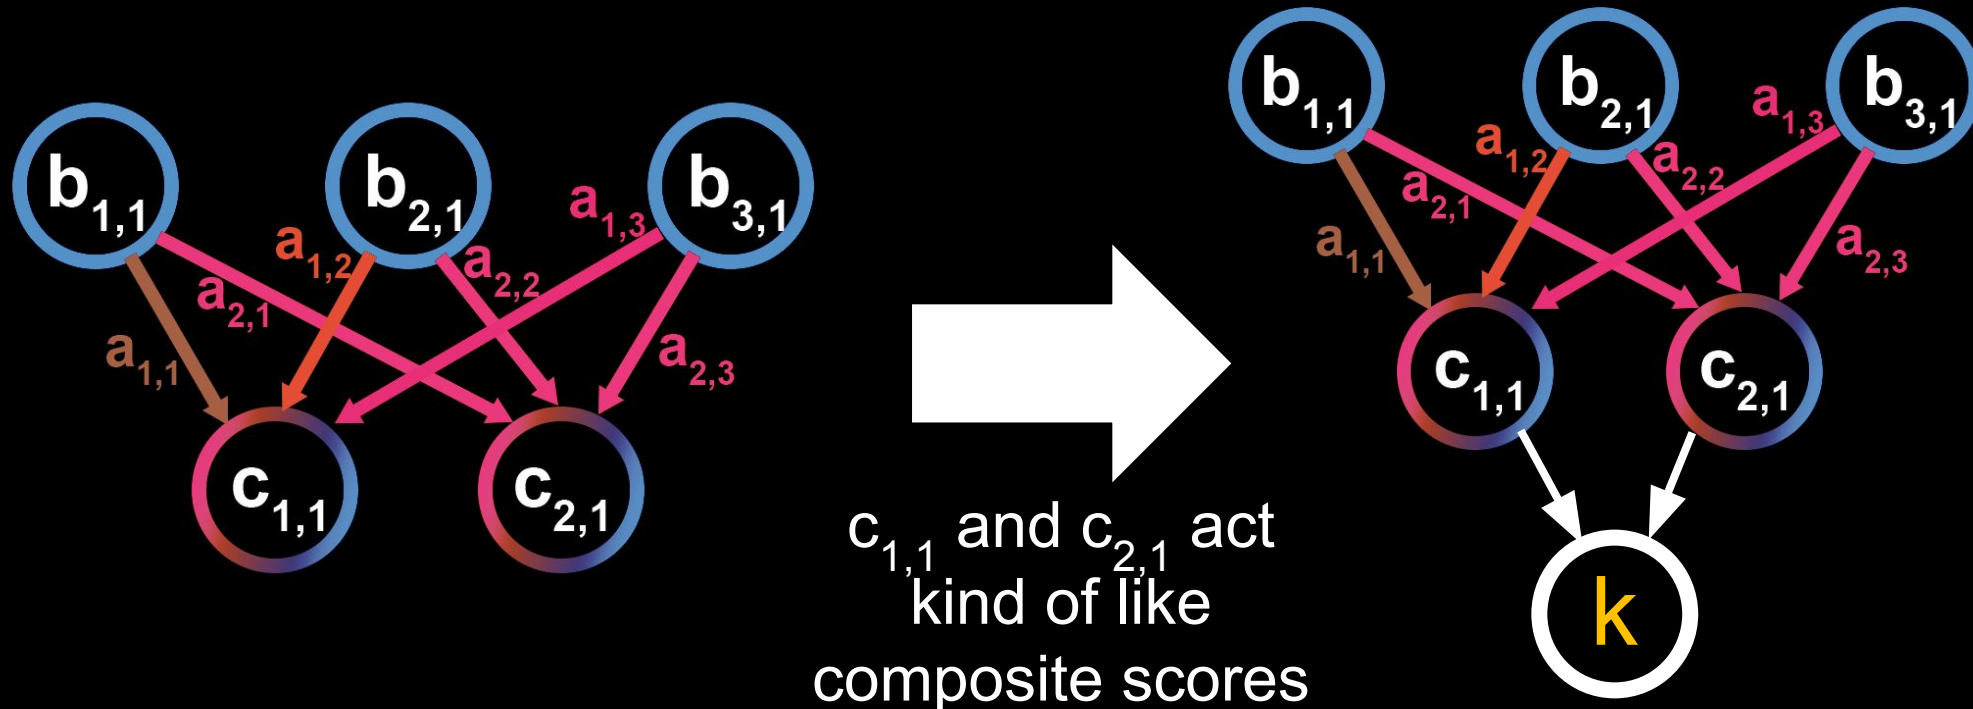 b1,1 b2,1 b3,1
a1,1 a2,1 a1,2 a2,2 a1,3 a2,3
c1,1 c2,1
c1,1 and c2,1 act
kind of like
composite scores
b1,1 b2,1 b3,1
a1,1 a2,1 a1,2 a2,2 a1,3 a2,3
c1,1 c2,1
k